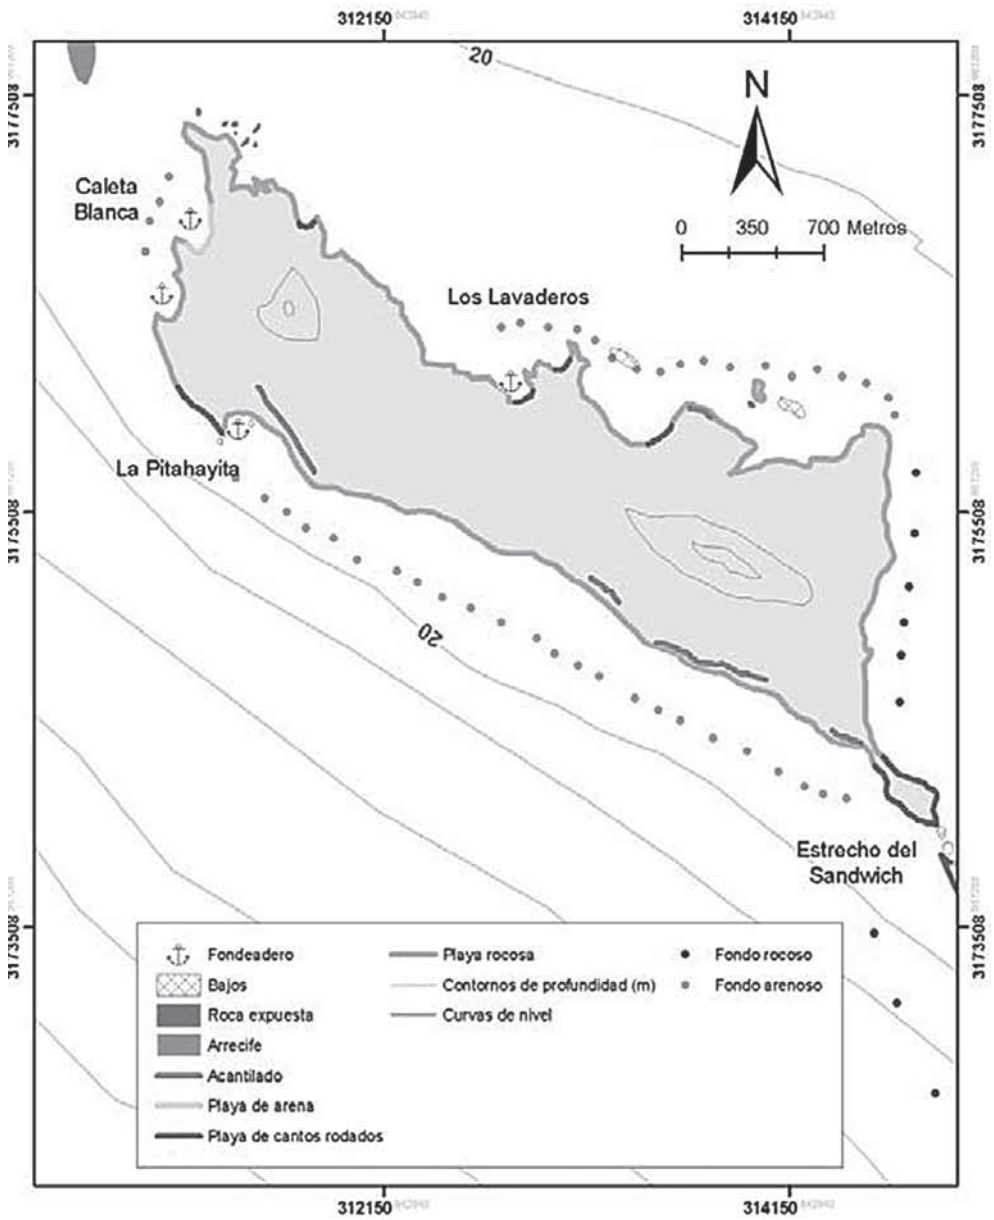 312150
314150
3177508
3177508
N
20
Caleta
Blanca
0 350 700 Metros
Los Lavaderos
La Pitahayita
3175508
3175508
20
Estrecho del
Sandwich
3173508
3173508
Fondeadero
Bajos
Roca expuesta
Arrecife
Acantilado
Playa de arena
Playa de cantos rodados
Playa rocosa
Contornos de profundidad (m)
Curvas de nivel
Fondo rocoso
Fondo arenoso
312150
314150